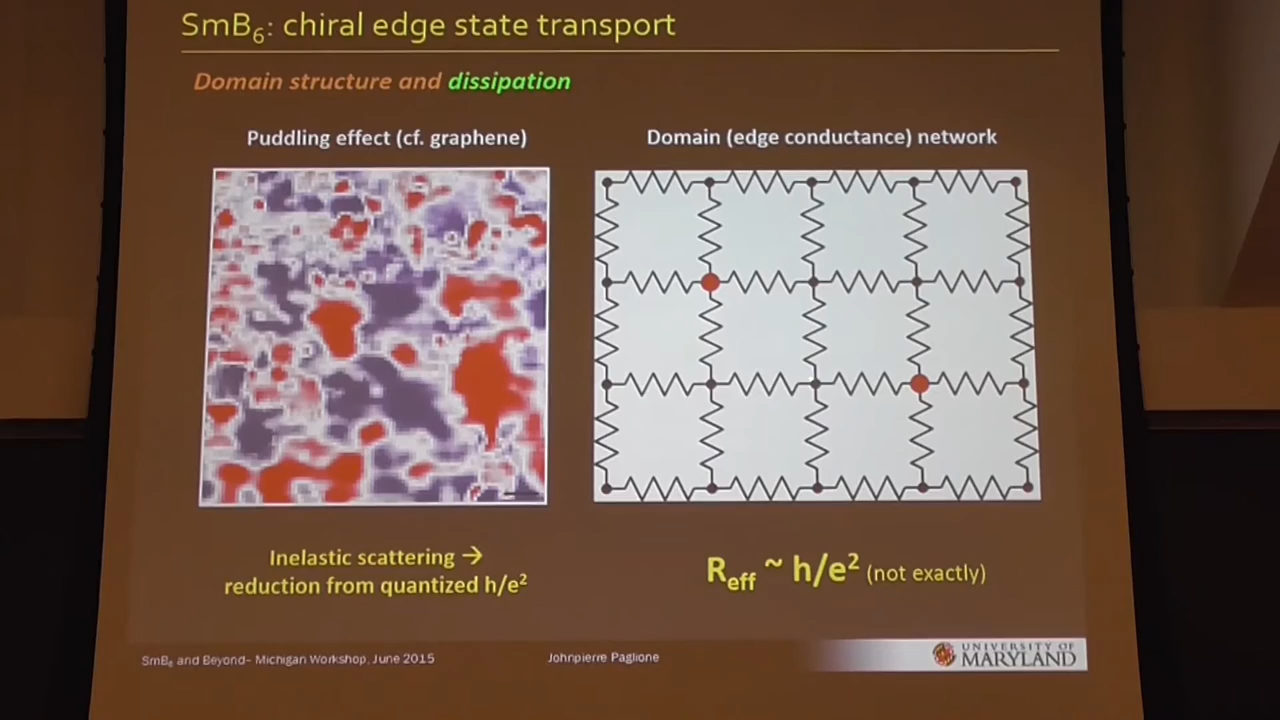 SmB₆: chiral edge state transport
Domain structure and dissipation
Puddling effect (cf. graphene)
Domain (edge conductance) network
Inelastic scattering →
reduction from quantized h/e²
R_eff ~ h/e² (not exactly)
SmB₆ and Beyond– Michigan Workshop, June 2015
Johnpierre Paglione
UNIVERSITY OF
MARYLAND